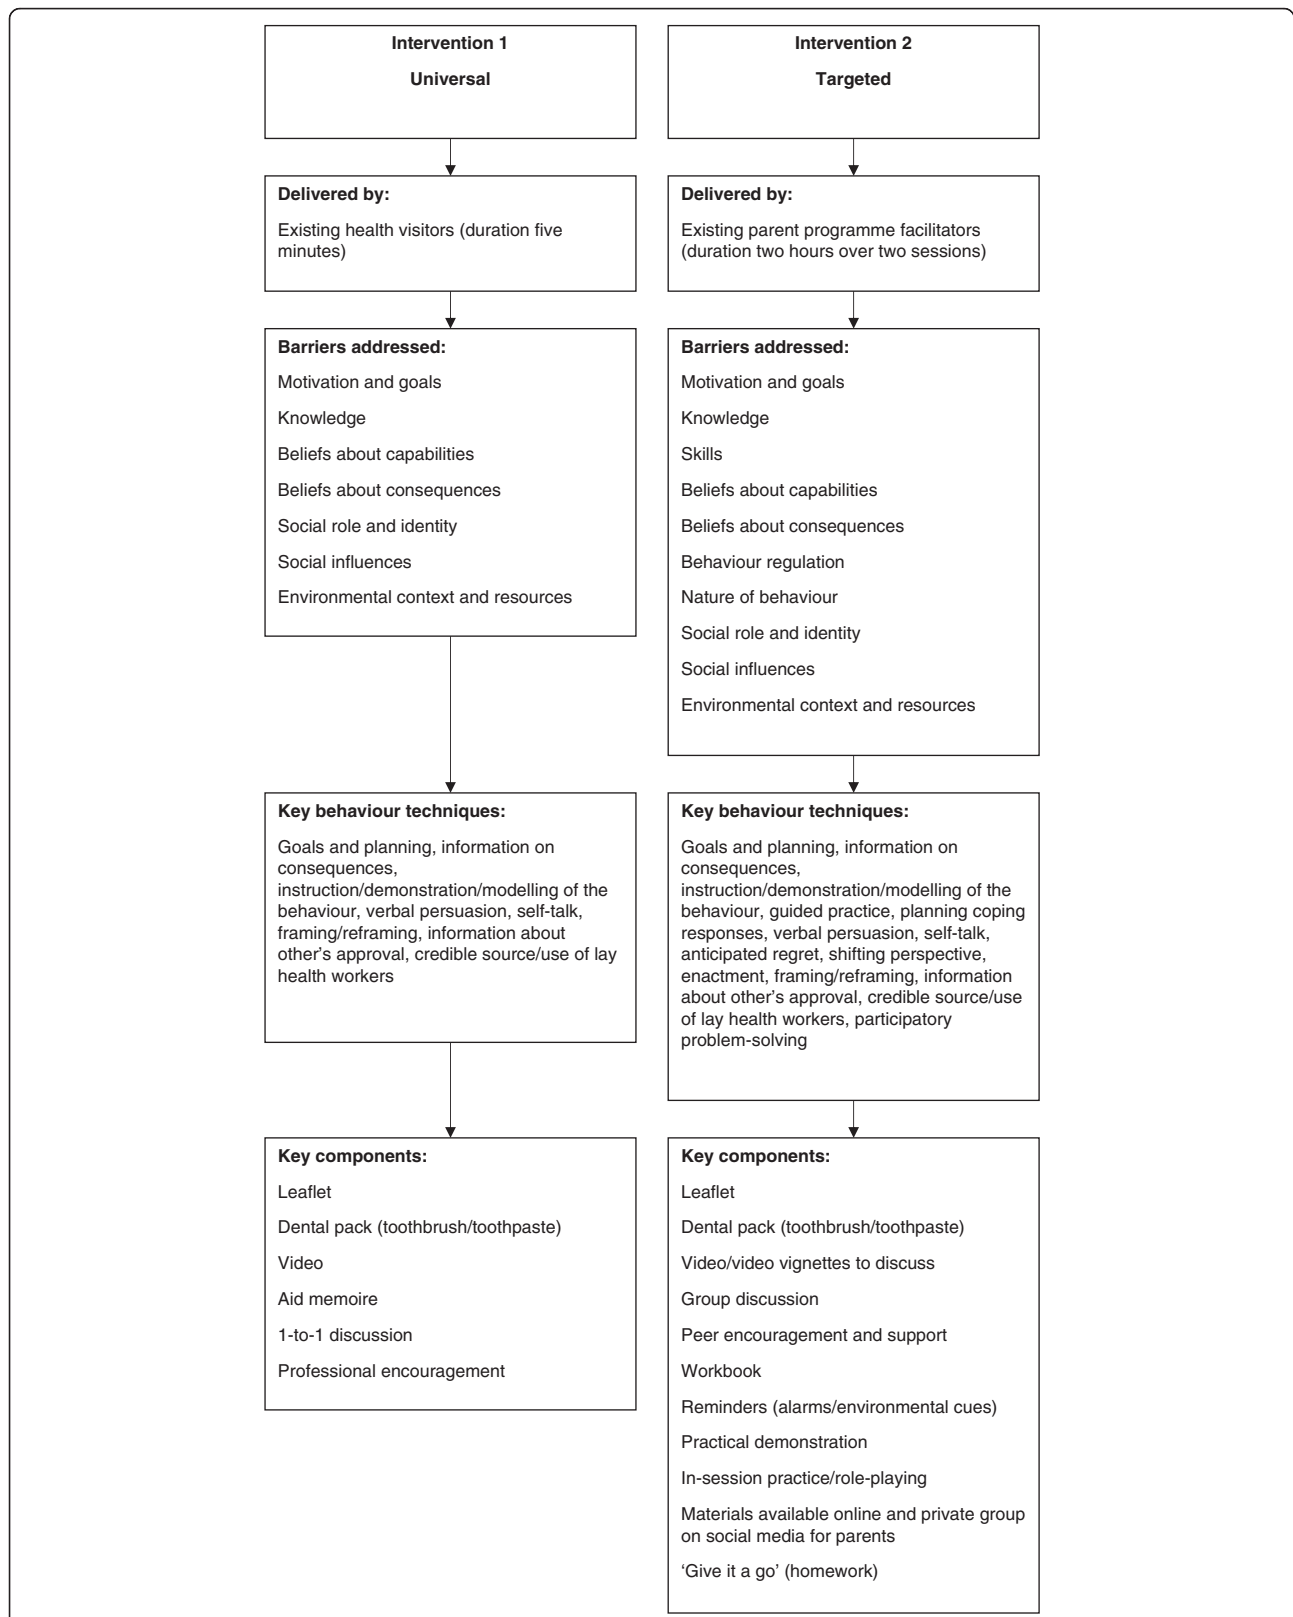 Intervention 1
Universal
Intervention 2
Targeted
Delivered by:
Existing health visitors (duration five
minutes)
Delivered by:
Existing parent programme facilitators
(duration two hours over two sessions)
Barriers addressed:
Motivation and goals
Knowledge
Beliefs about capabilities
Beliefs about consequences
Social role and identity
Social influences
Environmental context and resources
Barriers addressed:
Motivation and goals
Knowledge
Skills
Beliefs about capabilities
Beliefs about consequences
Behaviour regulation
Nature of behaviour
Social role and identity
Social influences
Environmental context and resources
Key behaviour techniques:
Goals and planning, information on
consequences,
instruction/demonstration/modelling of the
behaviour, verbal persuasion, self-talk,
framing/reframing, information about
other’s approval, credible source/use of lay
health workers
Key behaviour techniques:
Goals and planning, information on
consequences,
instruction/demonstration/modelling of the
behaviour, guided practice, planning coping
responses, verbal persuasion, self-talk,
anticipated regret, shifting perspective,
enactment, framing/reframing, information
about other’s approval, credible source/use
of lay health workers, participatory
problem-solving
Key components:
Leaflet
Dental pack (toothbrush/toothpaste)
Video
Aid memoire
1-to-1 discussion
Professional encouragement
Key components:
Leaflet
Dental pack (toothbrush/toothpaste)
Video/video vignettes to discuss
Group discussion
Peer encouragement and support
Workbook
Reminders (alarms/environmental cues)
Practical demonstration
In-session practice/role-playing
Materials available online and private group
on social media for parents
‘Give it a go’ (homework)